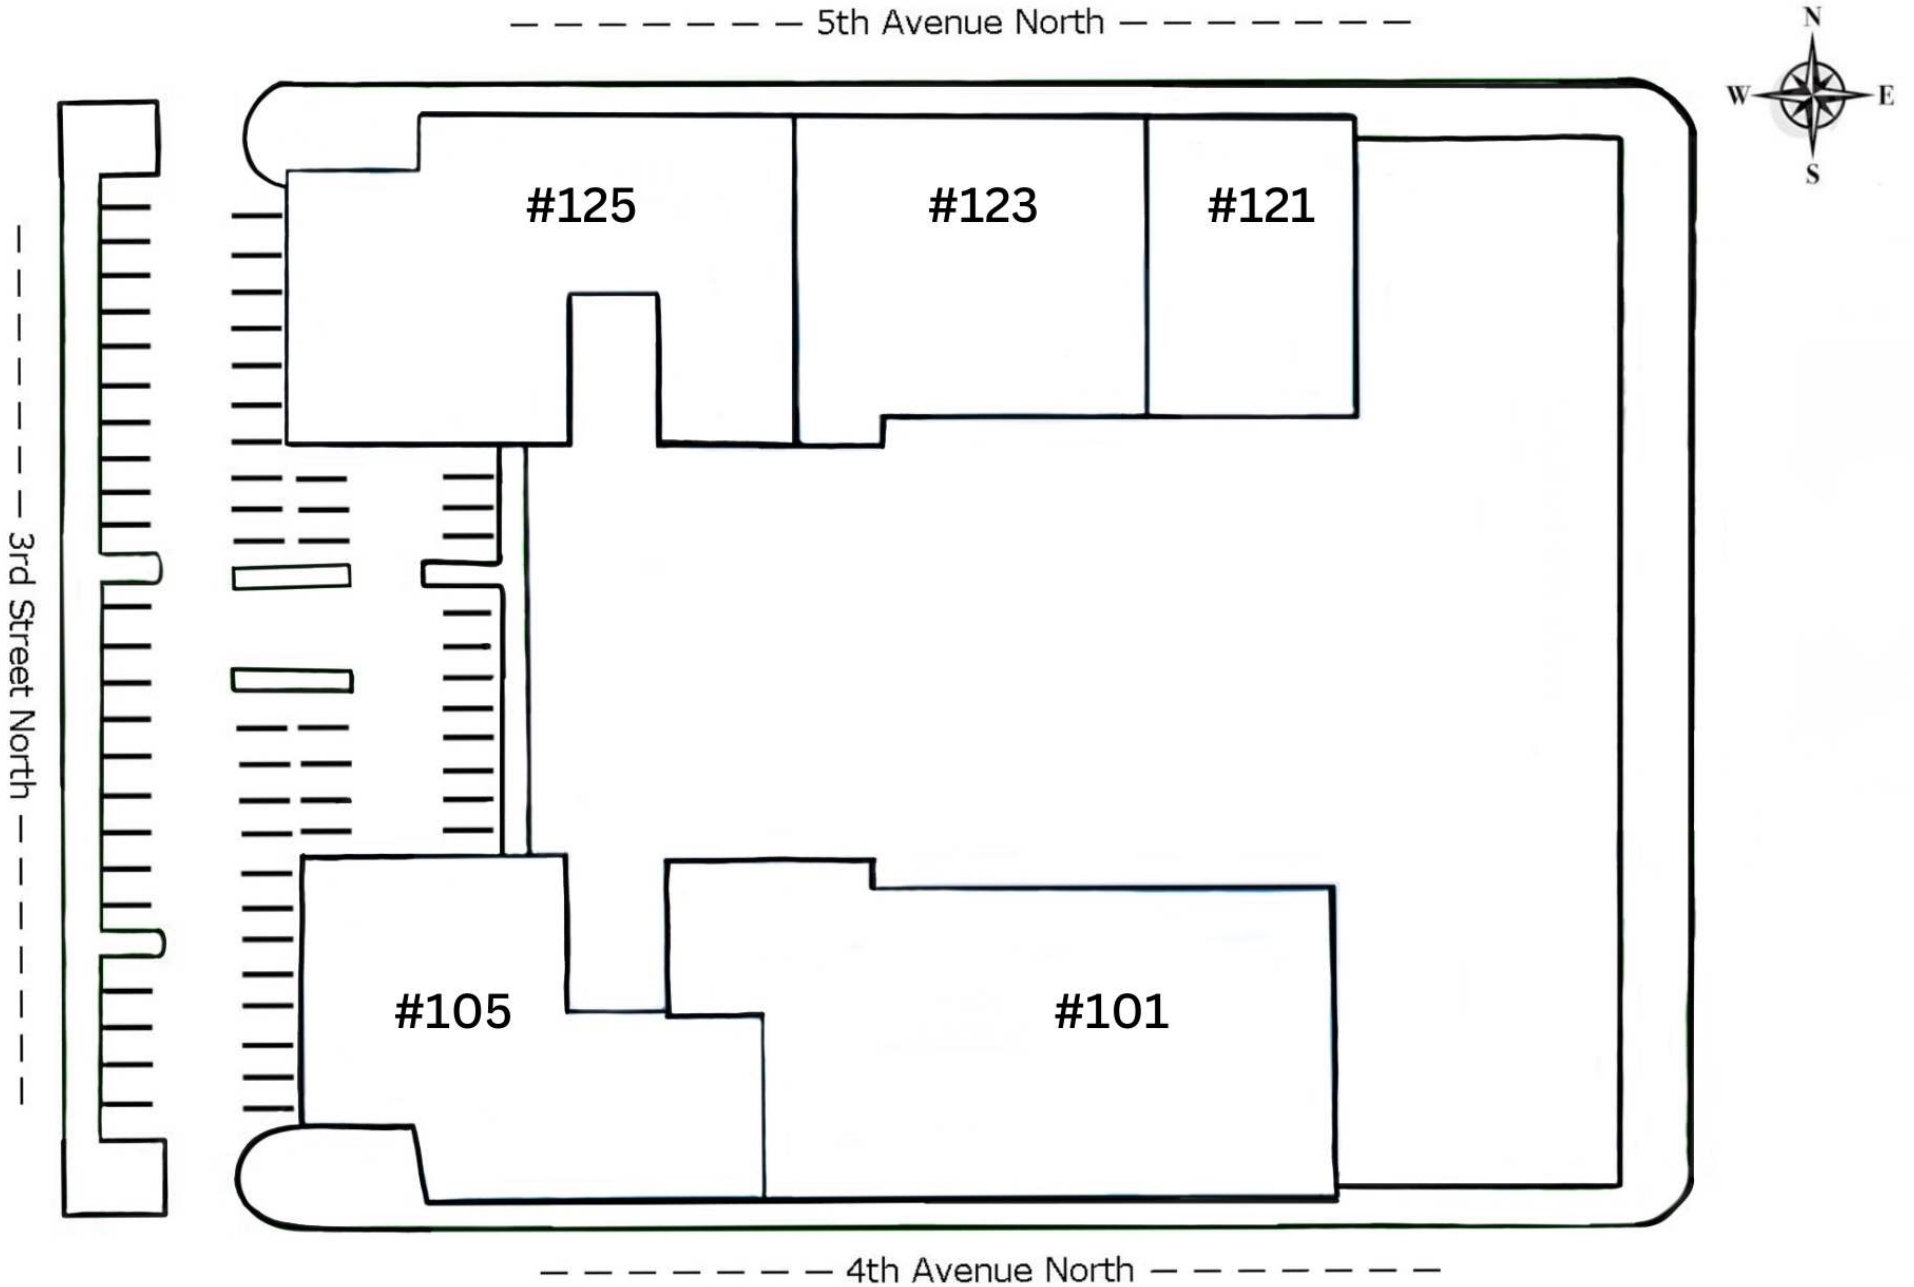 5th Avenue North
N
W E
S
#125 #123 #121
3rd Street North
#105 #101
4th Avenue North